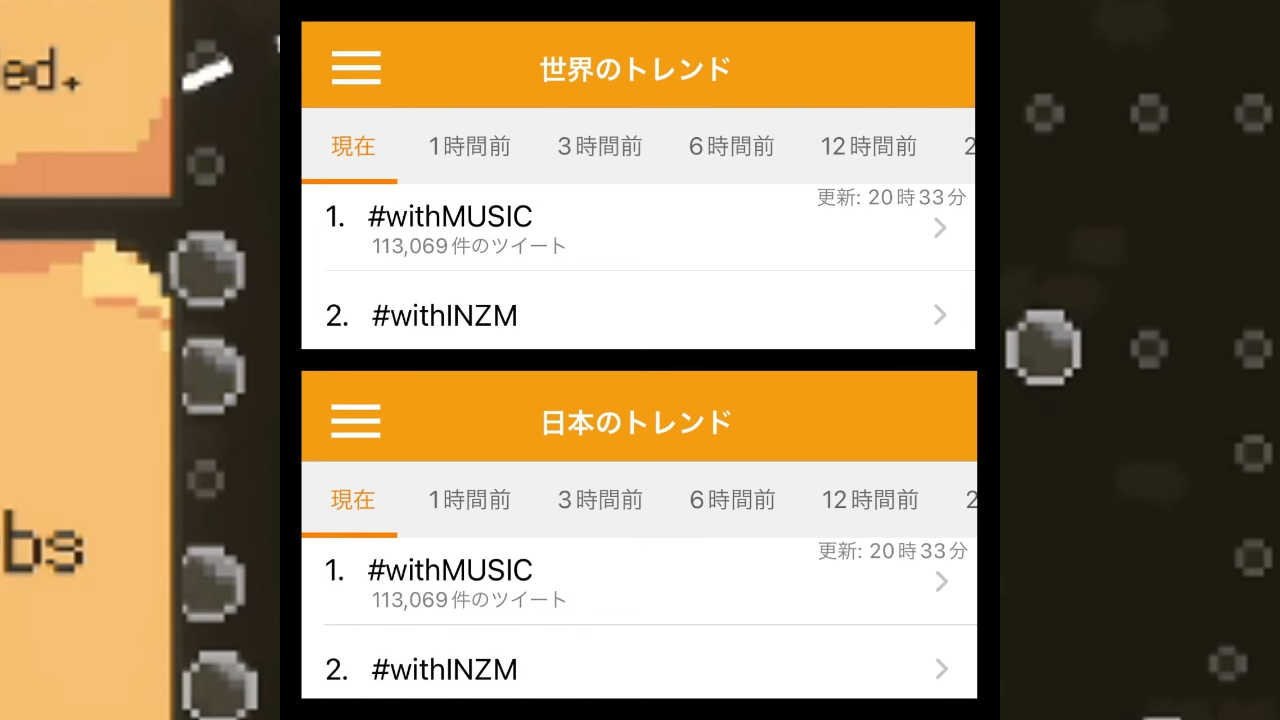 ed.
世界のトレンド
現在 1時間前 3時間前 6時間前 12時間前 2
更新: 20時33分
1. #withMUSIC
113,069件のツイート
2. #withINZM
日本のトレンド
現在 1時間前 3時間前 6時間前 12時間前 2
更新: 20時33分
1. #withMUSIC
113,069件のツイート
2. #withINZM
bs